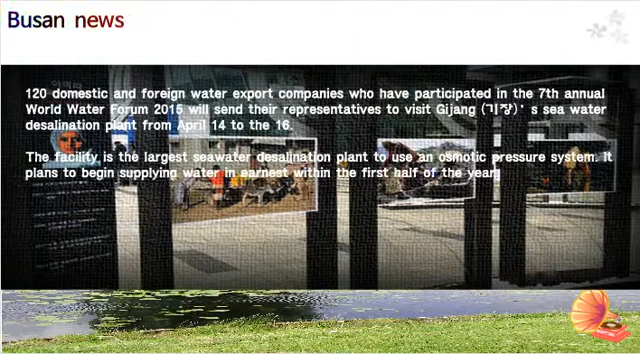 Busan news
120 domestic and foreign water export companies who have participated in the 7th annual
World Water Forum 2015 will send their representatives to visit Gijang (기장)’s sea water
desalination plant from April 14 to the 16.
The facility is the largest seawater desalination plant to use an osmotic pressure system. It
plans to begin supplying water in earnest within the first half of the year.